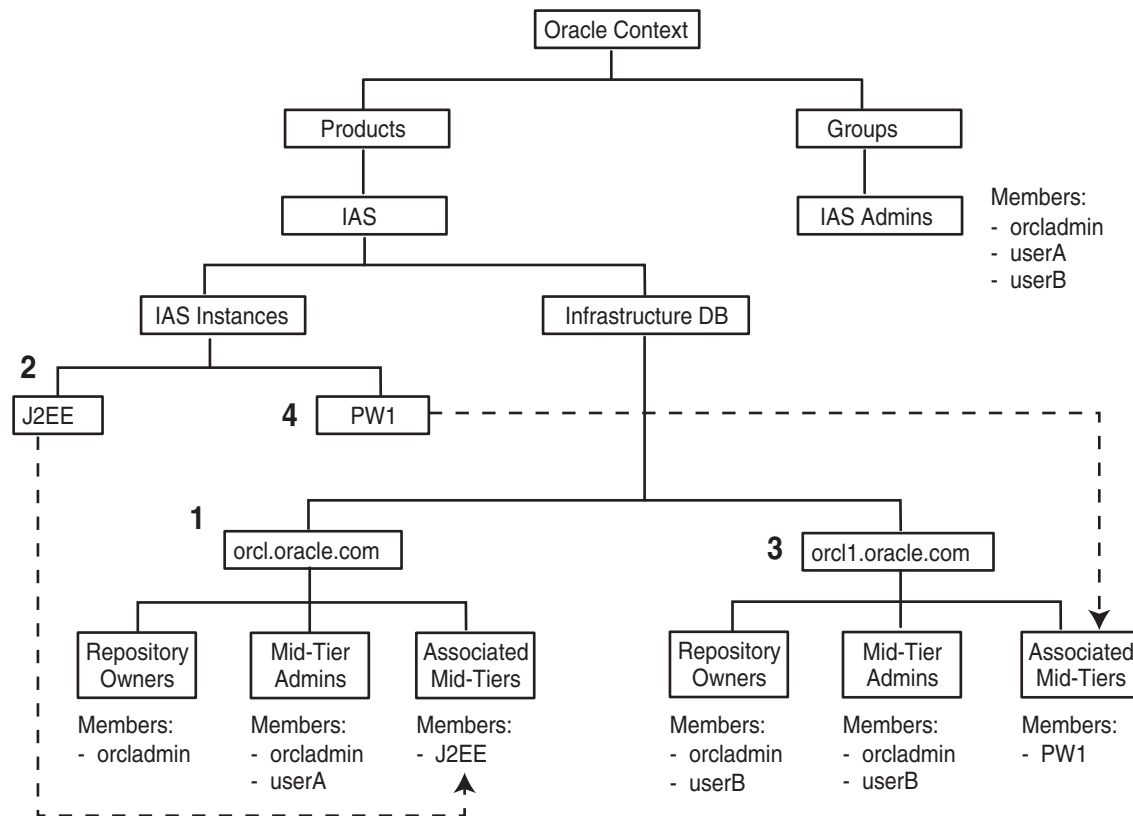 Oracle Context
Products
Groups
IAS
IAS Admins
Members:
- orcladmin
- userA
- userB
IAS Instances
Infrastructure DB
2
J2EE
4
PW1
1
orcl.oracle.com
3
orcl1.oracle.com
Repository
Owners
Mid-Tier
Admins
Associated
Mid-Tiers
Repository
Owners
Mid-Tier
Admins
Associated
Mid-Tiers
Members:
- orcladmin
Members:
- orcladmin
- userA
Members:
- J2EE
Members:
- orcladmin
- userB
Members:
- orcladmin
- userB
Members:
- PW1